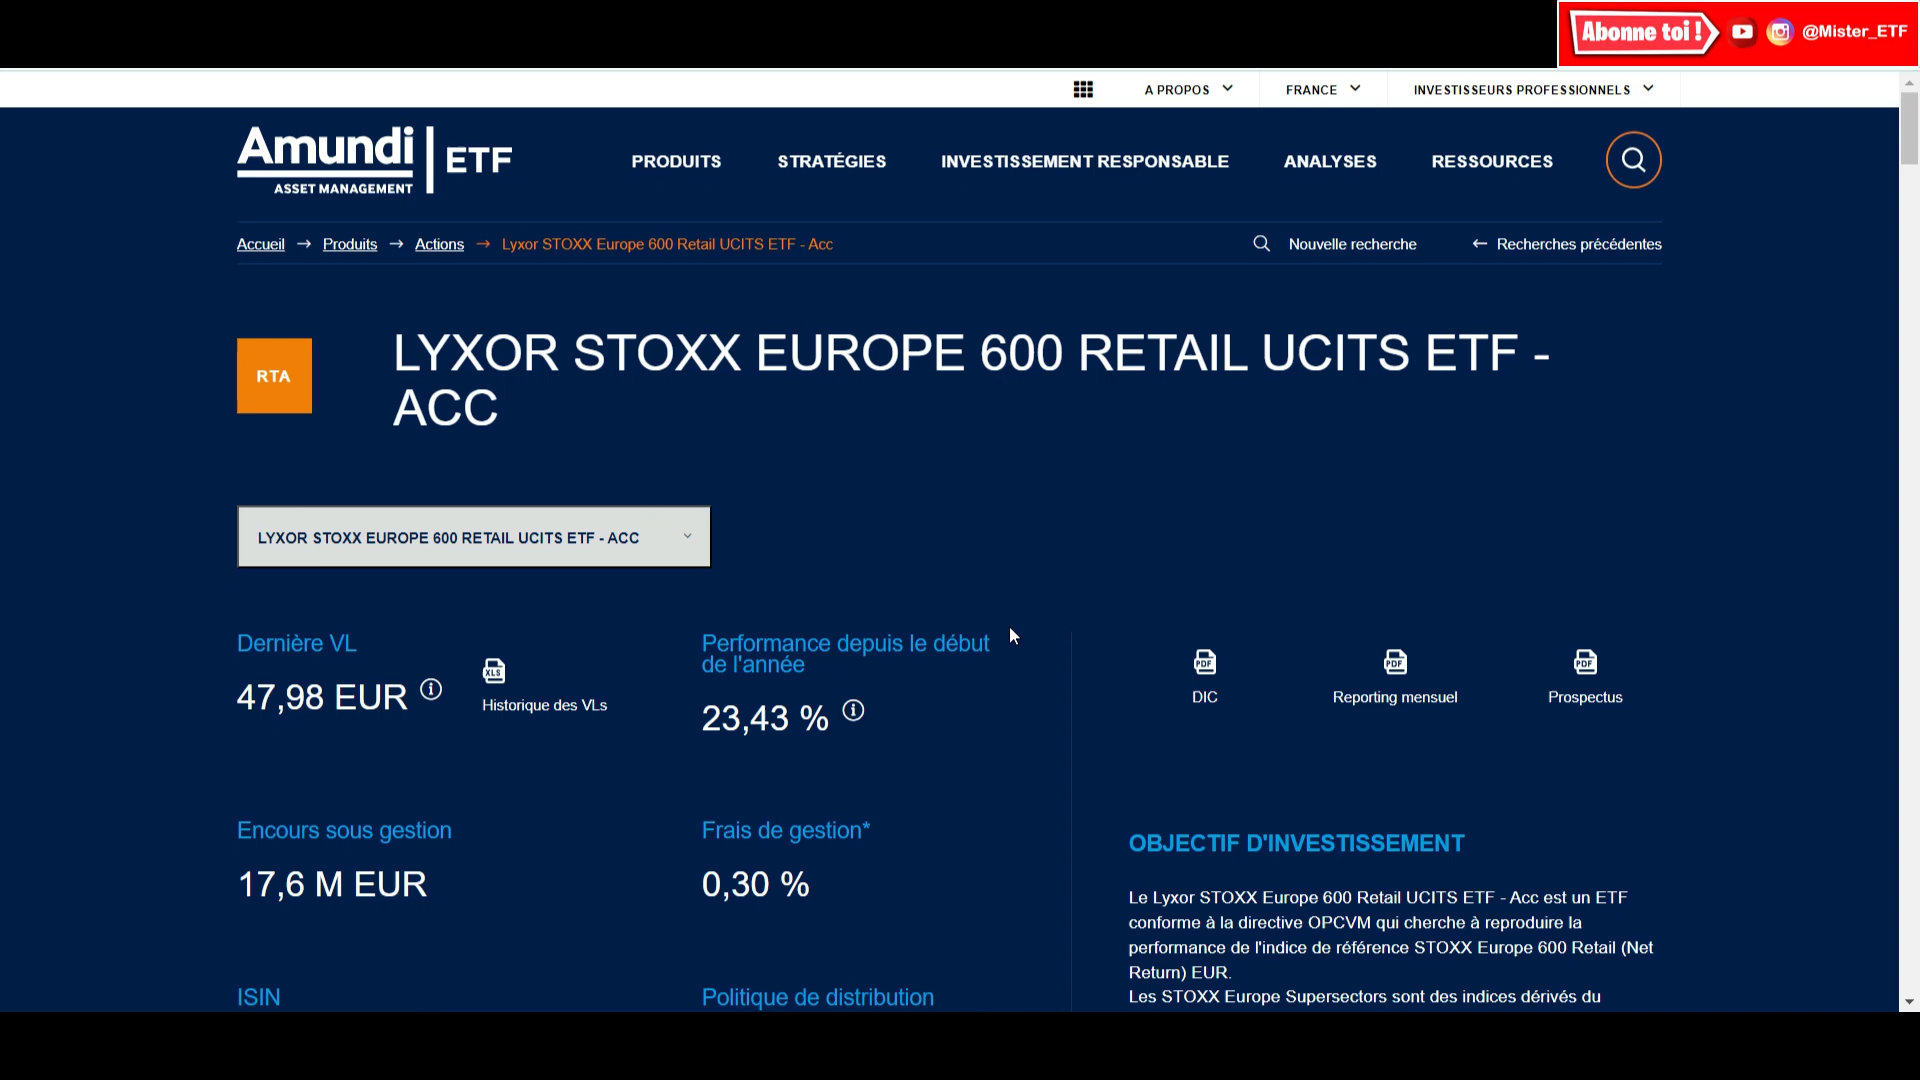 Abonne toi !
@Mister_ETF
A PROPOS
FRANCE
INVESTISSEURS PROFESSIONNELS
Amundi
ASSET MANAGEMENT
ETF
PRODUITS
STRATÉGIES
INVESTISSEMENT RESPONSABLE
ANALYSES
RESSOURCES
Accueil → Produits → Actions → Lyxor STOXX Europe 600 Retail UCITS ETF - Acc
Nouvelle recherche
← Recherches précédentes
RTA
LYXOR STOXX EUROPE 600 RETAIL UCITS ETF -
ACC
LYXOR STOXX EUROPE 600 RETAIL UCITS ETF - ACC
Dernière VL
47,98 EUR
XLS
Historique des VLs
Performance depuis le début
de l'année
23,43 %
PDF
DIC
PDF
Reporting mensuel
PDF
Prospectus
Encours sous gestion
17,6 M EUR
Frais de gestion*
0,30 %
OBJECTIF D'INVESTISSEMENT
Le Lyxor STOXX Europe 600 Retail UCITS ETF - Acc est un ETF
conforme à la directive OPCVM qui cherche à reproduire la
performance de l'indice de référence STOXX Europe 600 Retail (Net
Return) EUR.
Les STOXX Europe Supersectors sont des indices dérivés du
ISIN
Politique de distribution